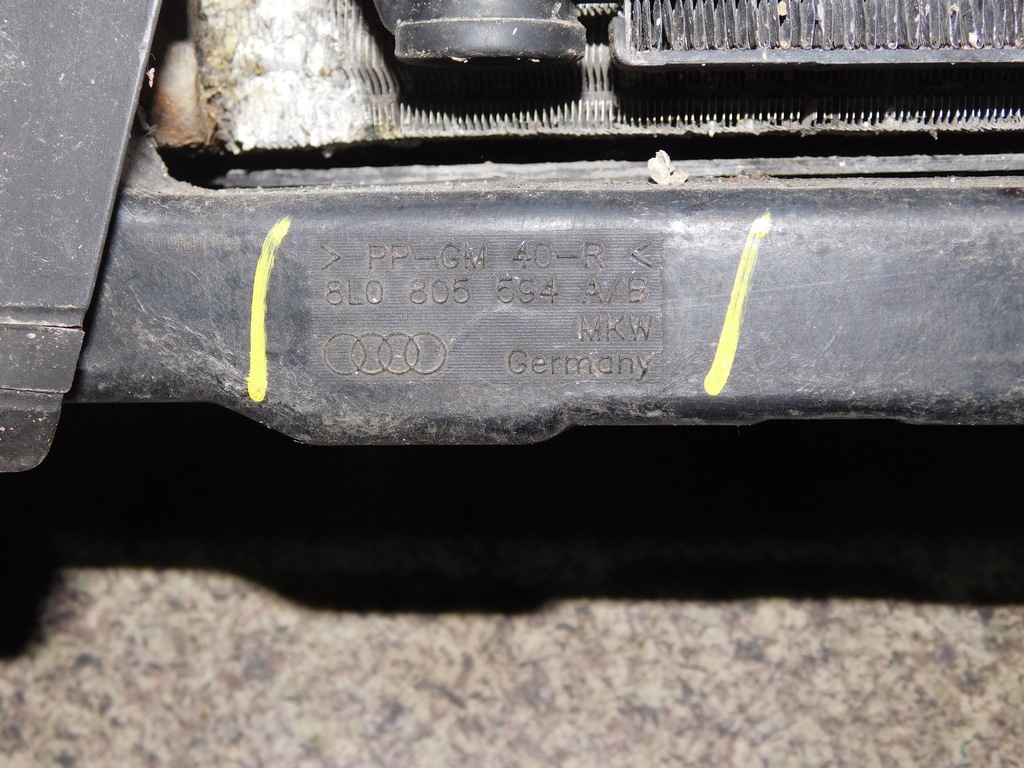 > PP-GM 40-R <
8L0 805 594 A/B
MKW
Germany